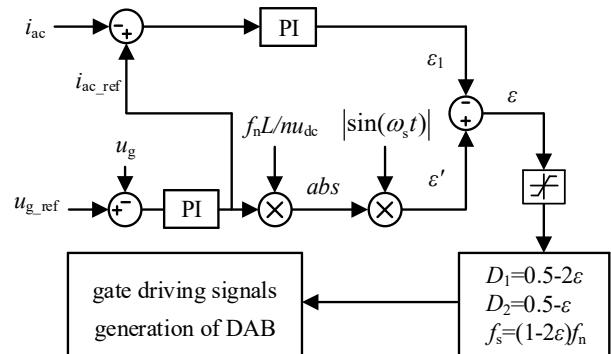 i_ac
PI
i_ac_ref
ε_1
ε
f_nL/nu_dc
|sin(ω_st)|
u_g
abs
ε′
u_g_ref
PI
gate driving signals
generation of DAB
D_1=0.5-2ε
D_2=0.5-ε
f_s=(1-2ε)f_n